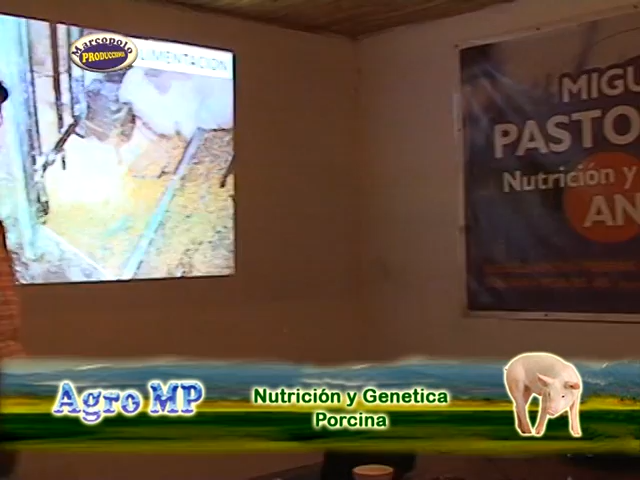 Marcopolo
PRODUCCIONES
LIMENTACION
MIGU
PASTO
Nutrición y
AN
Agro MP
Nutrición y Genetica
Porcina